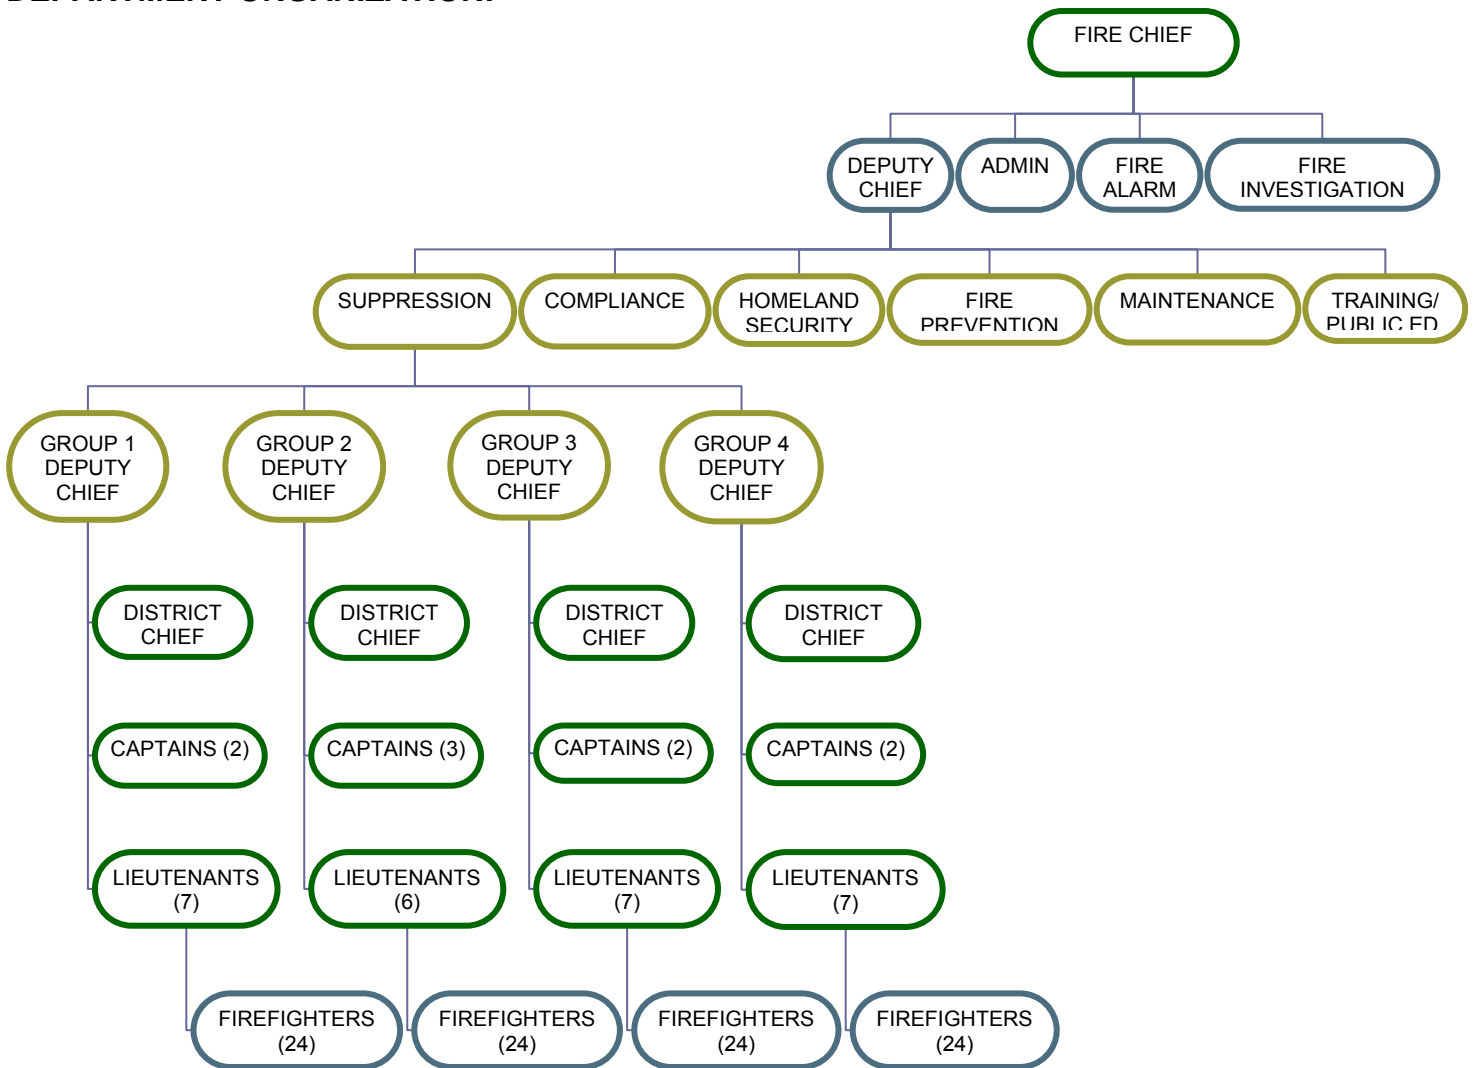 DEPARTMENT ORGANIZATION:
FIRE CHIEF
DEPUTY
CHIEF
ADMIN
FIRE
ALARM
FIRE
INVESTIGATION
SUPPRESSION
COMPLIANCE
HOMELAND
SECURITY
FIRE
PREVENTION
MAINTENANCE
TRAINING/
PUBLIC ED
GROUP 1
DEPUTY
CHIEF
GROUP 2
DEPUTY
CHIEF
GROUP 3
DEPUTY
CHIEF
GROUP 4
DEPUTY
CHIEF
DISTRICT
CHIEF
DISTRICT
CHIEF
DISTRICT
CHIEF
DISTRICT
CHIEF
CAPTAINS (2)
CAPTAINS (3)
CAPTAINS (2)
CAPTAINS (2)
LIEUTENANTS
(7)
LIEUTENANTS
(6)
LIEUTENANTS
(7)
LIEUTENANTS
(7)
FIREFIGHTERS
(24)
FIREFIGHTERS
(24)
FIREFIGHTERS
(24)
FIREFIGHTERS
(24)